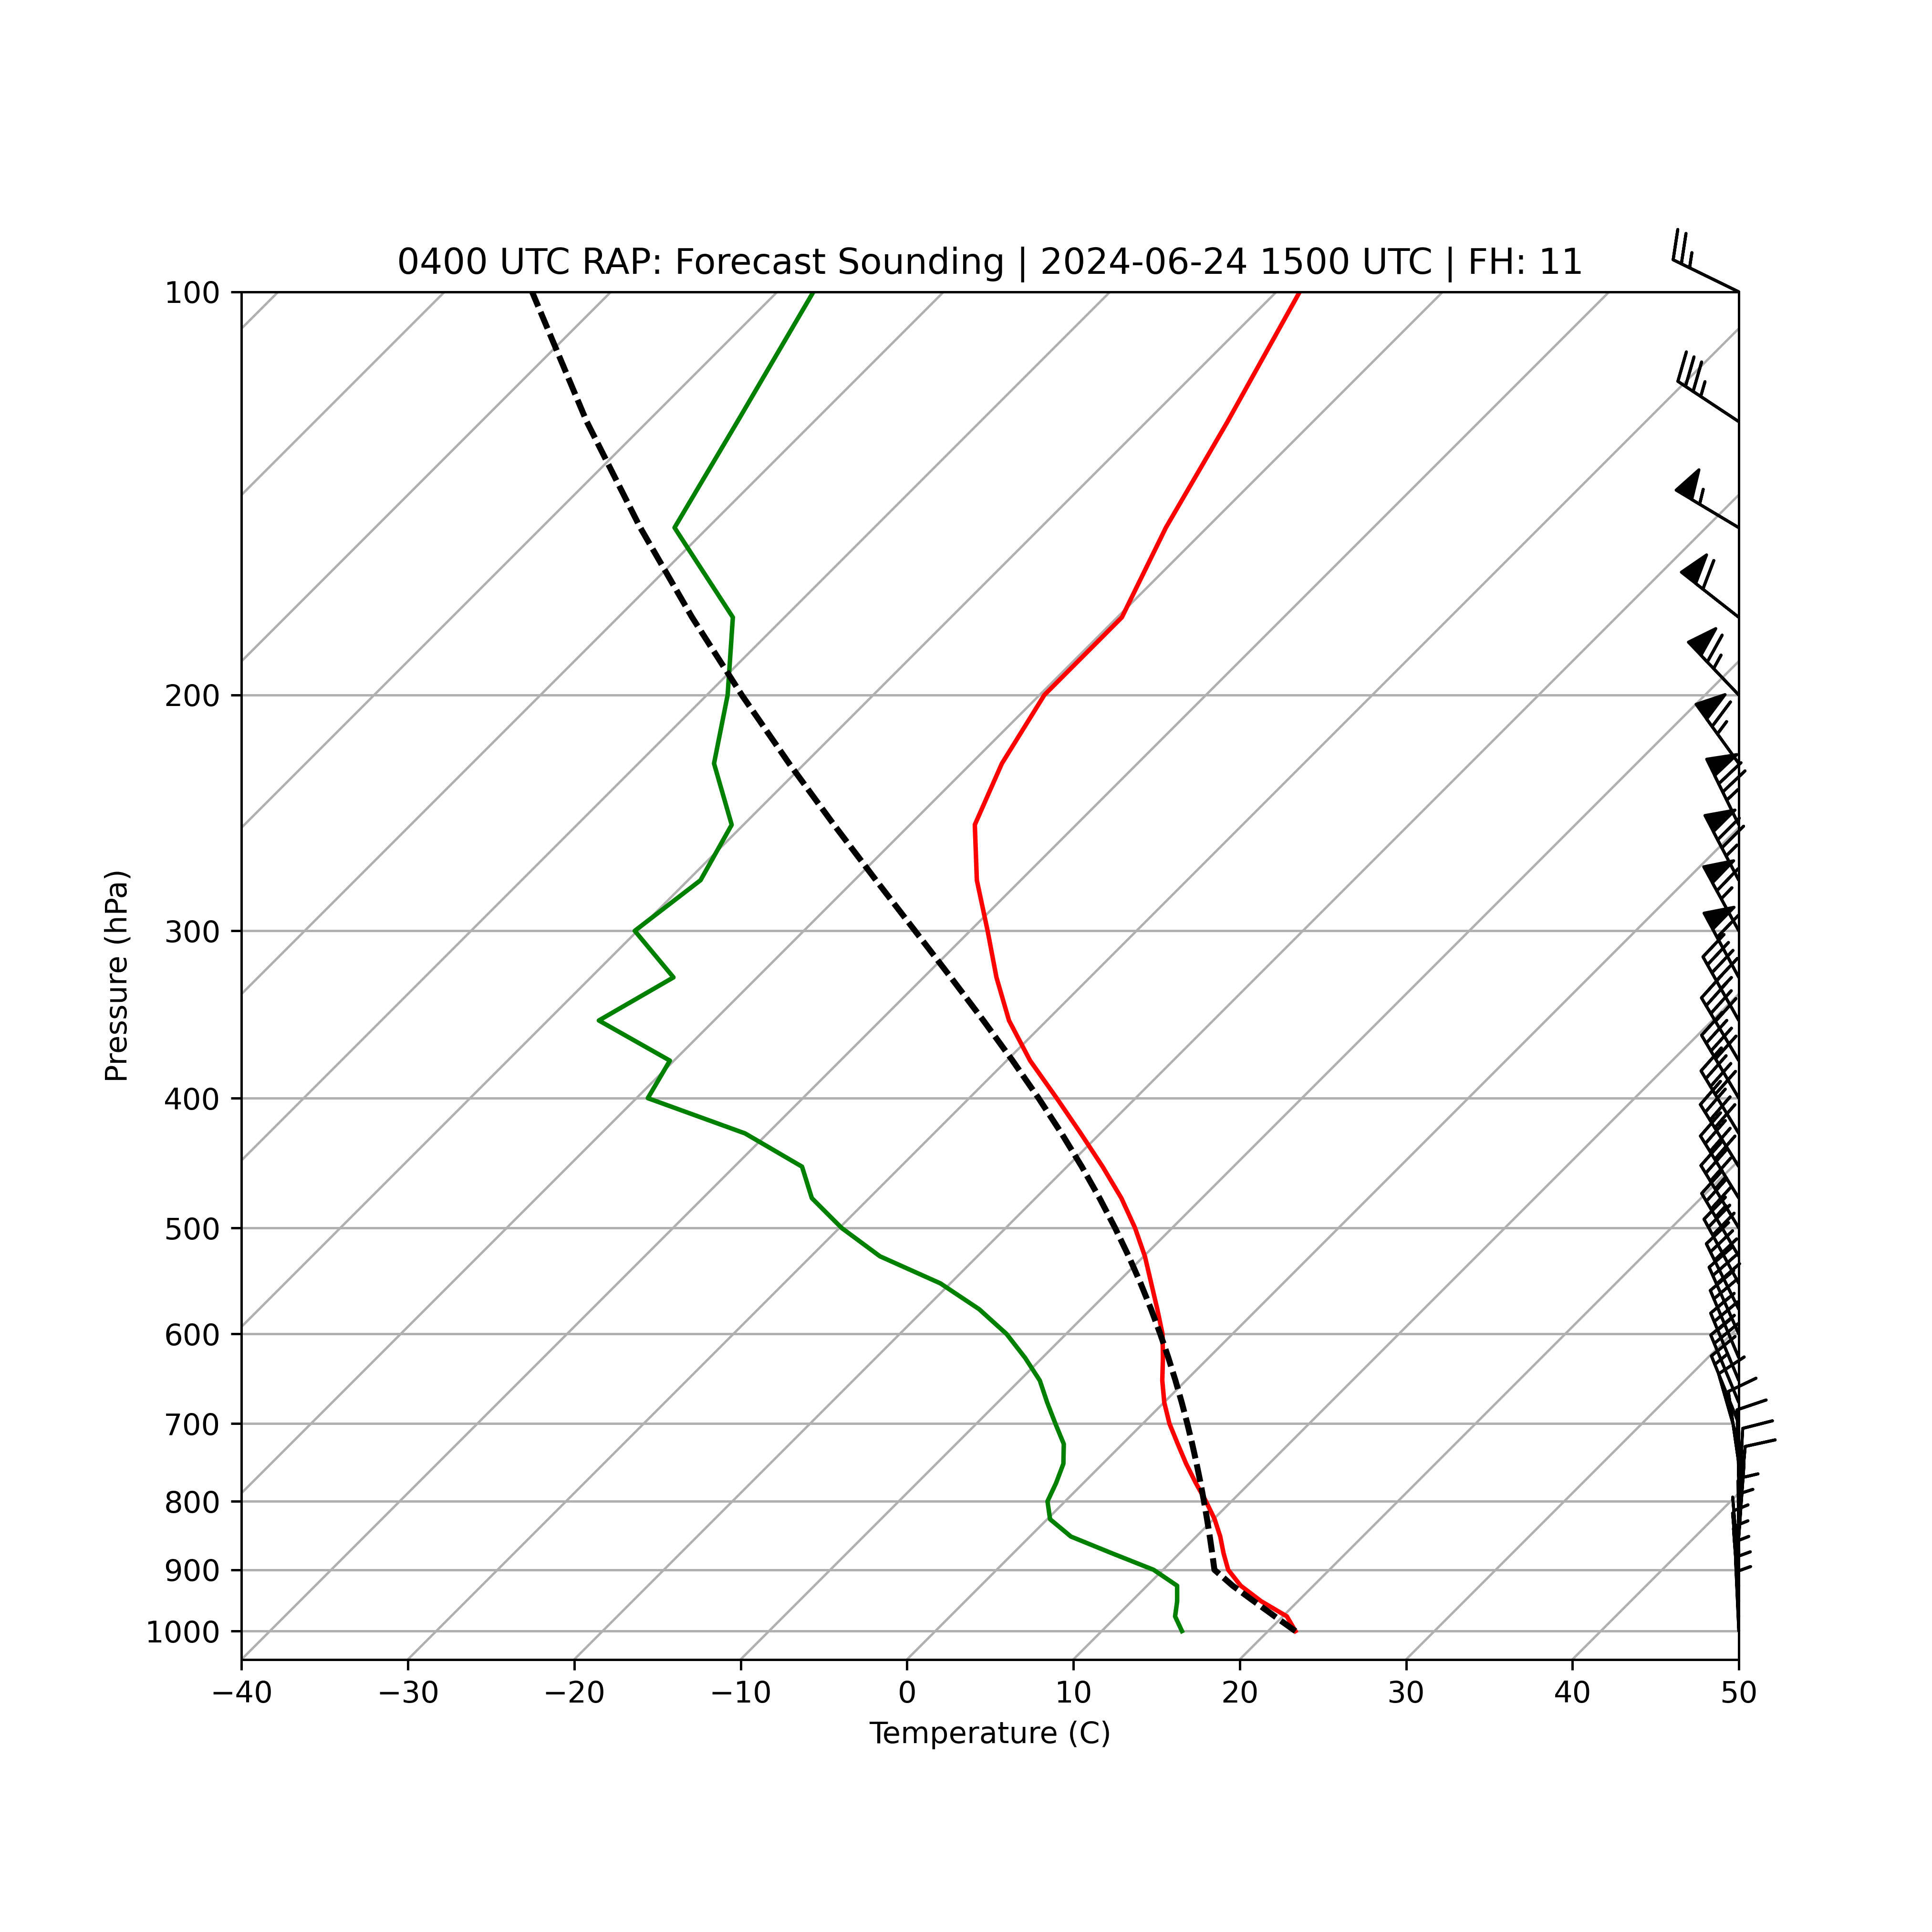 0400 UTC RAP: Forecast Sounding | 2024-06-24 1500 UTC | FH: 11
100
200
300
400
500
600
700
800
900
1000
Pressure (hPa)
−40 −30 −20 −10 0 10 20 30 40 50
Temperature (C)